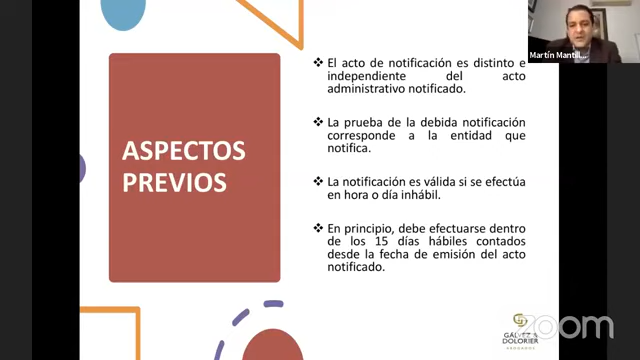 Martín Mantill...
ASPECTOS
PREVIOS
❖ El acto de notificación es distinto e
independiente del acto
administrativo notificado.
❖ La prueba de la debida notificación
corresponde a la entidad que
notifica.
❖ La notificación es válida si se efectúa
en hora o día inhábil.
❖ En principio, debe efectuarse dentro
de los 15 días hábiles contados
desde la fecha de emisión del acto
notificado.
zoom
DOLORIER
ABOGADOS